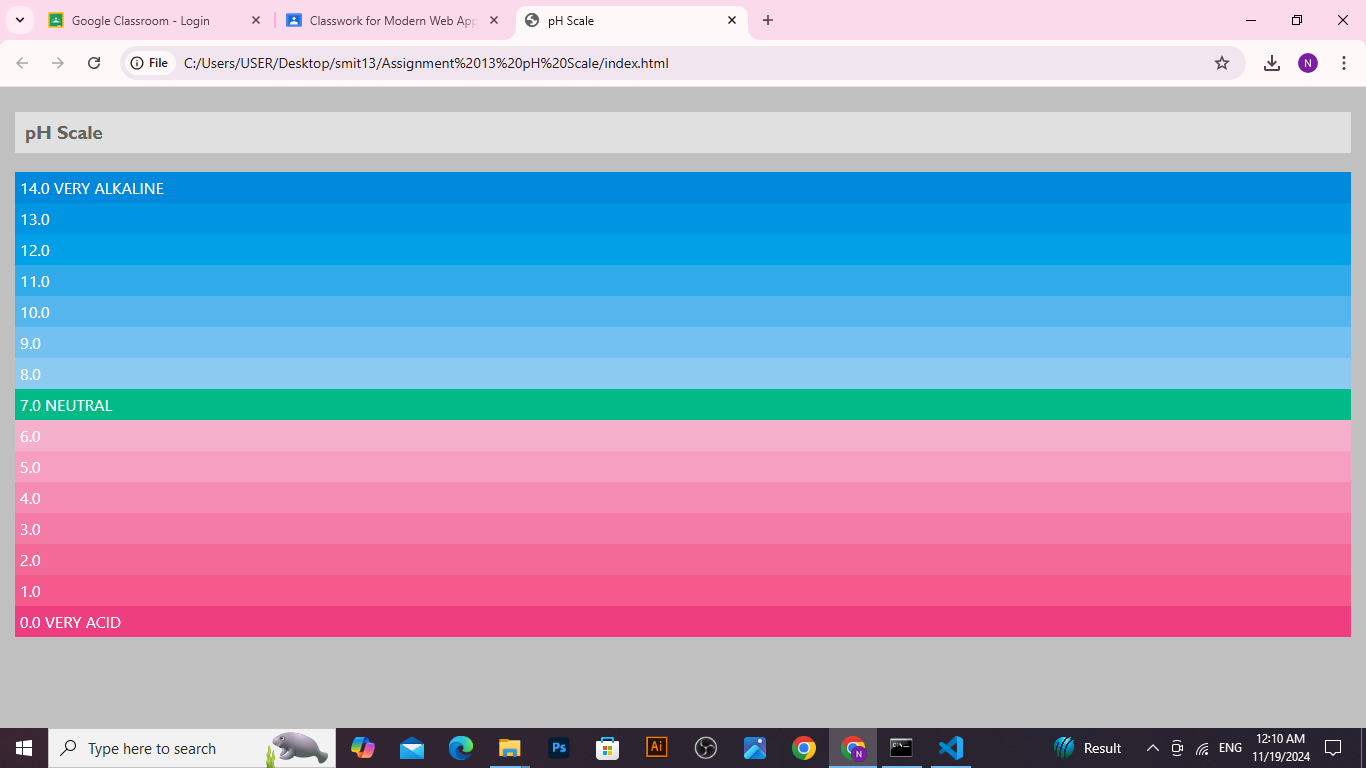 Google Classroom - Login
Classwork for Modern Web App
pH Scale
File
C:/Users/USER/Desktop/smit13/Assignment%2013%20pH%20Scale/index.html
N
pH Scale
14.0 VERY ALKALINE
13.0
12.0
11.0
10.0
9.0
8.0
7.0 NEUTRAL
6.0
5.0
4.0
3.0
2.0
1.0
0.0 VERY ACID
Type here to search
Ps
Ai
N
Result
ENG
12:10 AM
11/19/2024